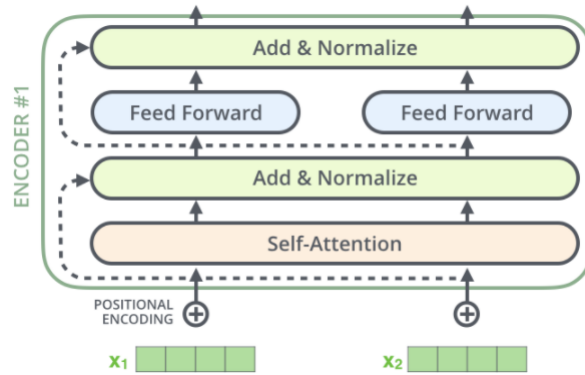 ENCODER #1
Add & Normalize
Feed Forward
Feed Forward
Add & Normalize
Self-Attention
POSITIONAL
ENCODING
x₁
x₂